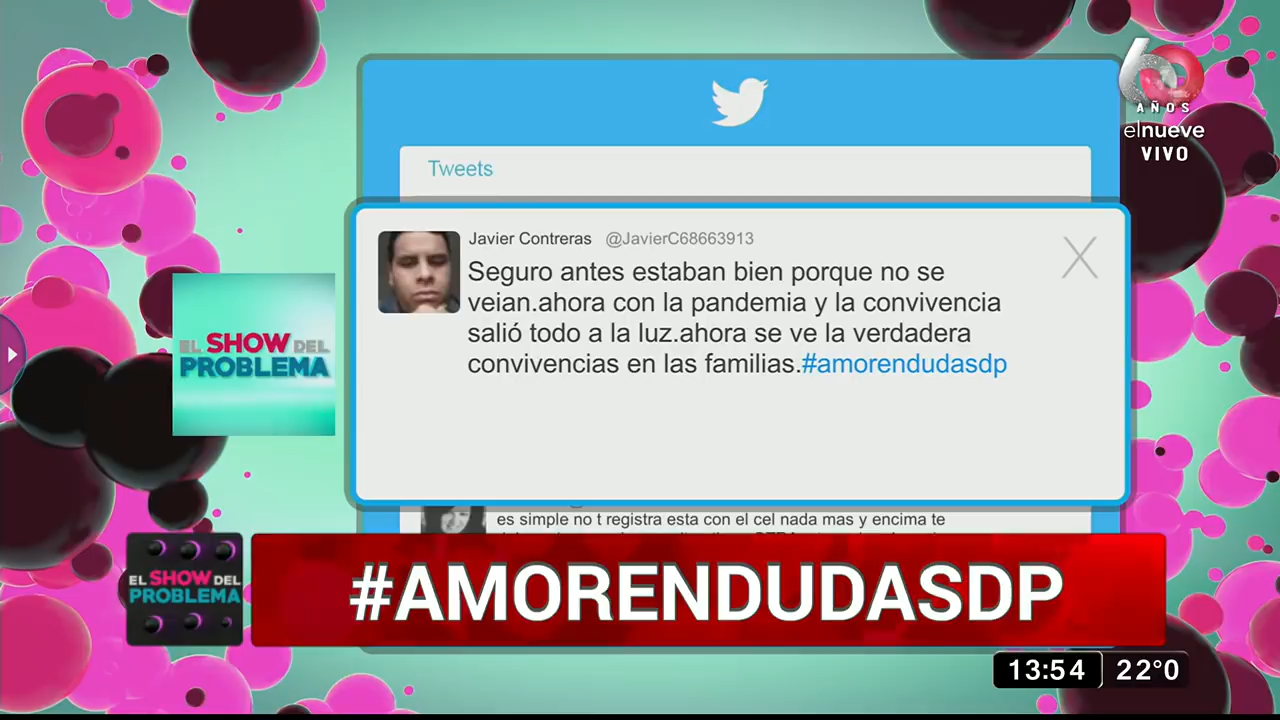 60
AÑOS
elnueve
VIVO
Tweets
Javier Contreras @JavierC68663913
Seguro antes estaban bien porque no se
veian.ahora con la pandemia y la convivencia
salió todo a la luz.ahora se ve la verdadera
convivencias en las familias.#amorendudasdp
EL SHOW DEL
PROBLEMA
es simple no t registra esta con el cel nada mas y encima te
EL SHOW DEL
PROBLEMA
#AMORENDUDASDP
13:54 22°0